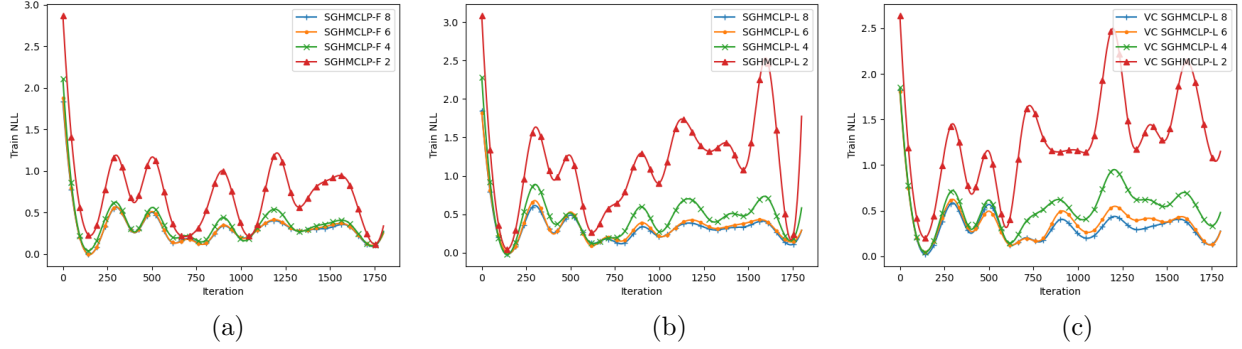 SGHMCLP-F 8
SGHMCLP-F 6
SGHMCLP-F 4
SGHMCLP-F 2
Train NLL
3.0
2.5
2.0
1.5
1.0
0.5
0.0
0 250 500 750 1000 1250 1500 1750
Iteration
(a)
SGHMCLP-L 8
SGHMCLP-L 6
SGHMCLP-L 4
SGHMCLP-L 2
Train NLL
3.0
2.5
2.0
1.5
1.0
0.5
0.0
0 250 500 750 1000 1250 1500 1750
Iteration
(b)
VC SGHMCLP-L 8
VC SGHMCLP-L 6
VC SGHMCLP-L 4
VC SGHMCLP-L 2
Train NLL
2.5
2.0
1.5
1.0
0.5
0.0
0 250 500 750 1000 1250 1500 1750
Iteration
(c)